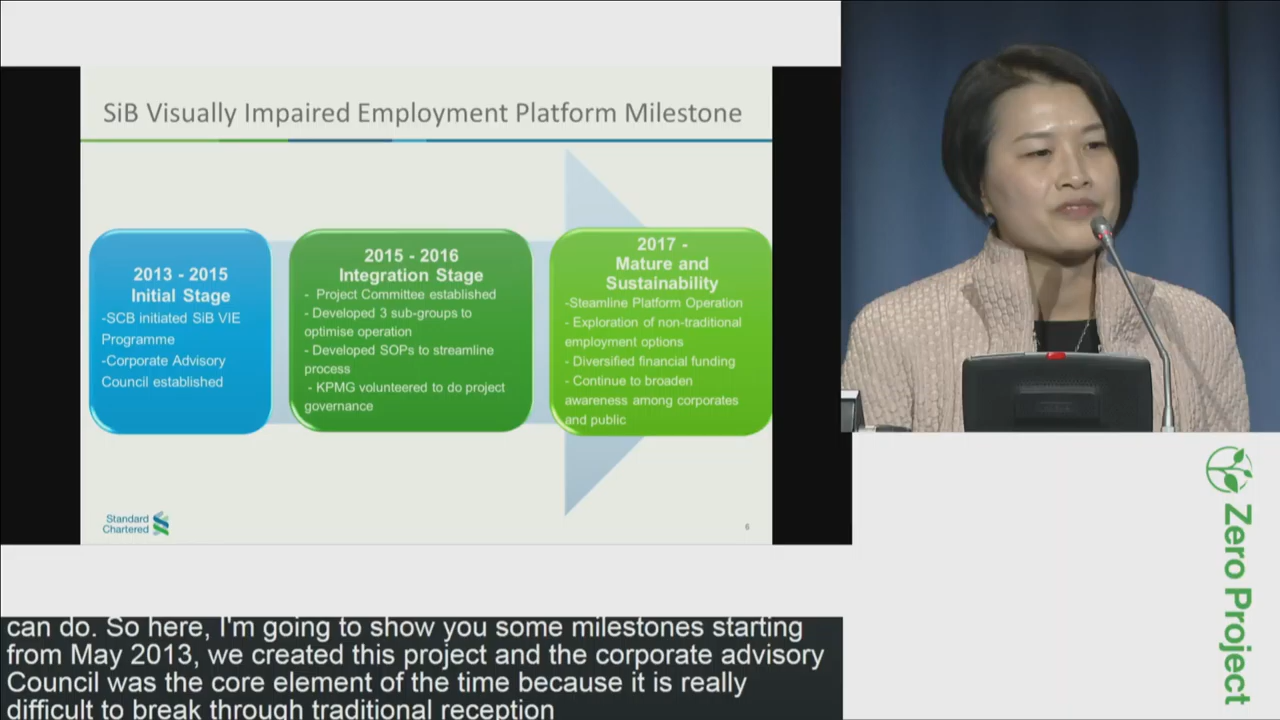 SiB Visually Impaired Employment Platform Milestone
2013 - 2015
Initial Stage
-SCB initiated SiB VIE
Programme
-Corporate Advisory
Council established
2015 - 2016
Integration Stage
- Project Committee established
- Developed 3 sub-groups to
optimise operation
- Developed SOPs to streamline
process
- KPMG volunteered to do project
governance
2017 -
Mature and
Sustainability
-Steamline Platform Operation
- Exploration of non-traditional
employment options
- Diversified financial funding
- Continue to broaden
awareness among corporates
and public
Standard
Chartered
6
Zero Project
can do. So here, I'm going to show you some milestones starting
from May 2013, we created this project and the corporate advisory
Council was the core element of the time because it is really
difficult to break through traditional reception